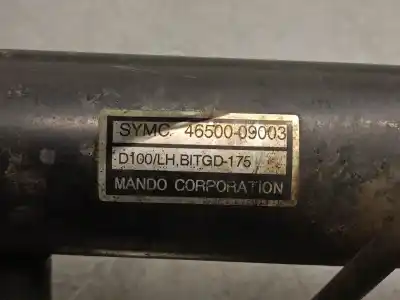 SYMC. 46500-09003
D100/LH,BITGD-175
MANDO CORPORATION